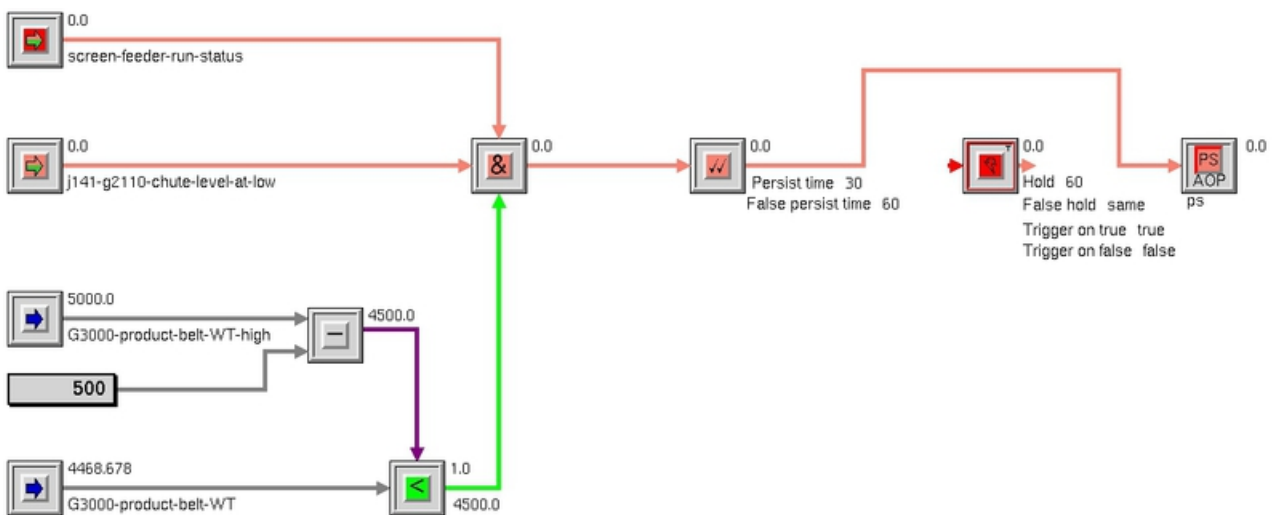 0.0
screen-feeder-run-status
0.0
j141-g2110-chute-level-at-low
&
0.0
0.0
Persist time 30
False persist time 60
0.0
Hold 60
False hold same
Trigger on true true
Trigger on false false
PS
AOP
ps
0.0
5000.0
G3000-product-belt-WT-high
500
−
4500.0
4468.678
G3000-product-belt-WT
<
1.0
4500.0